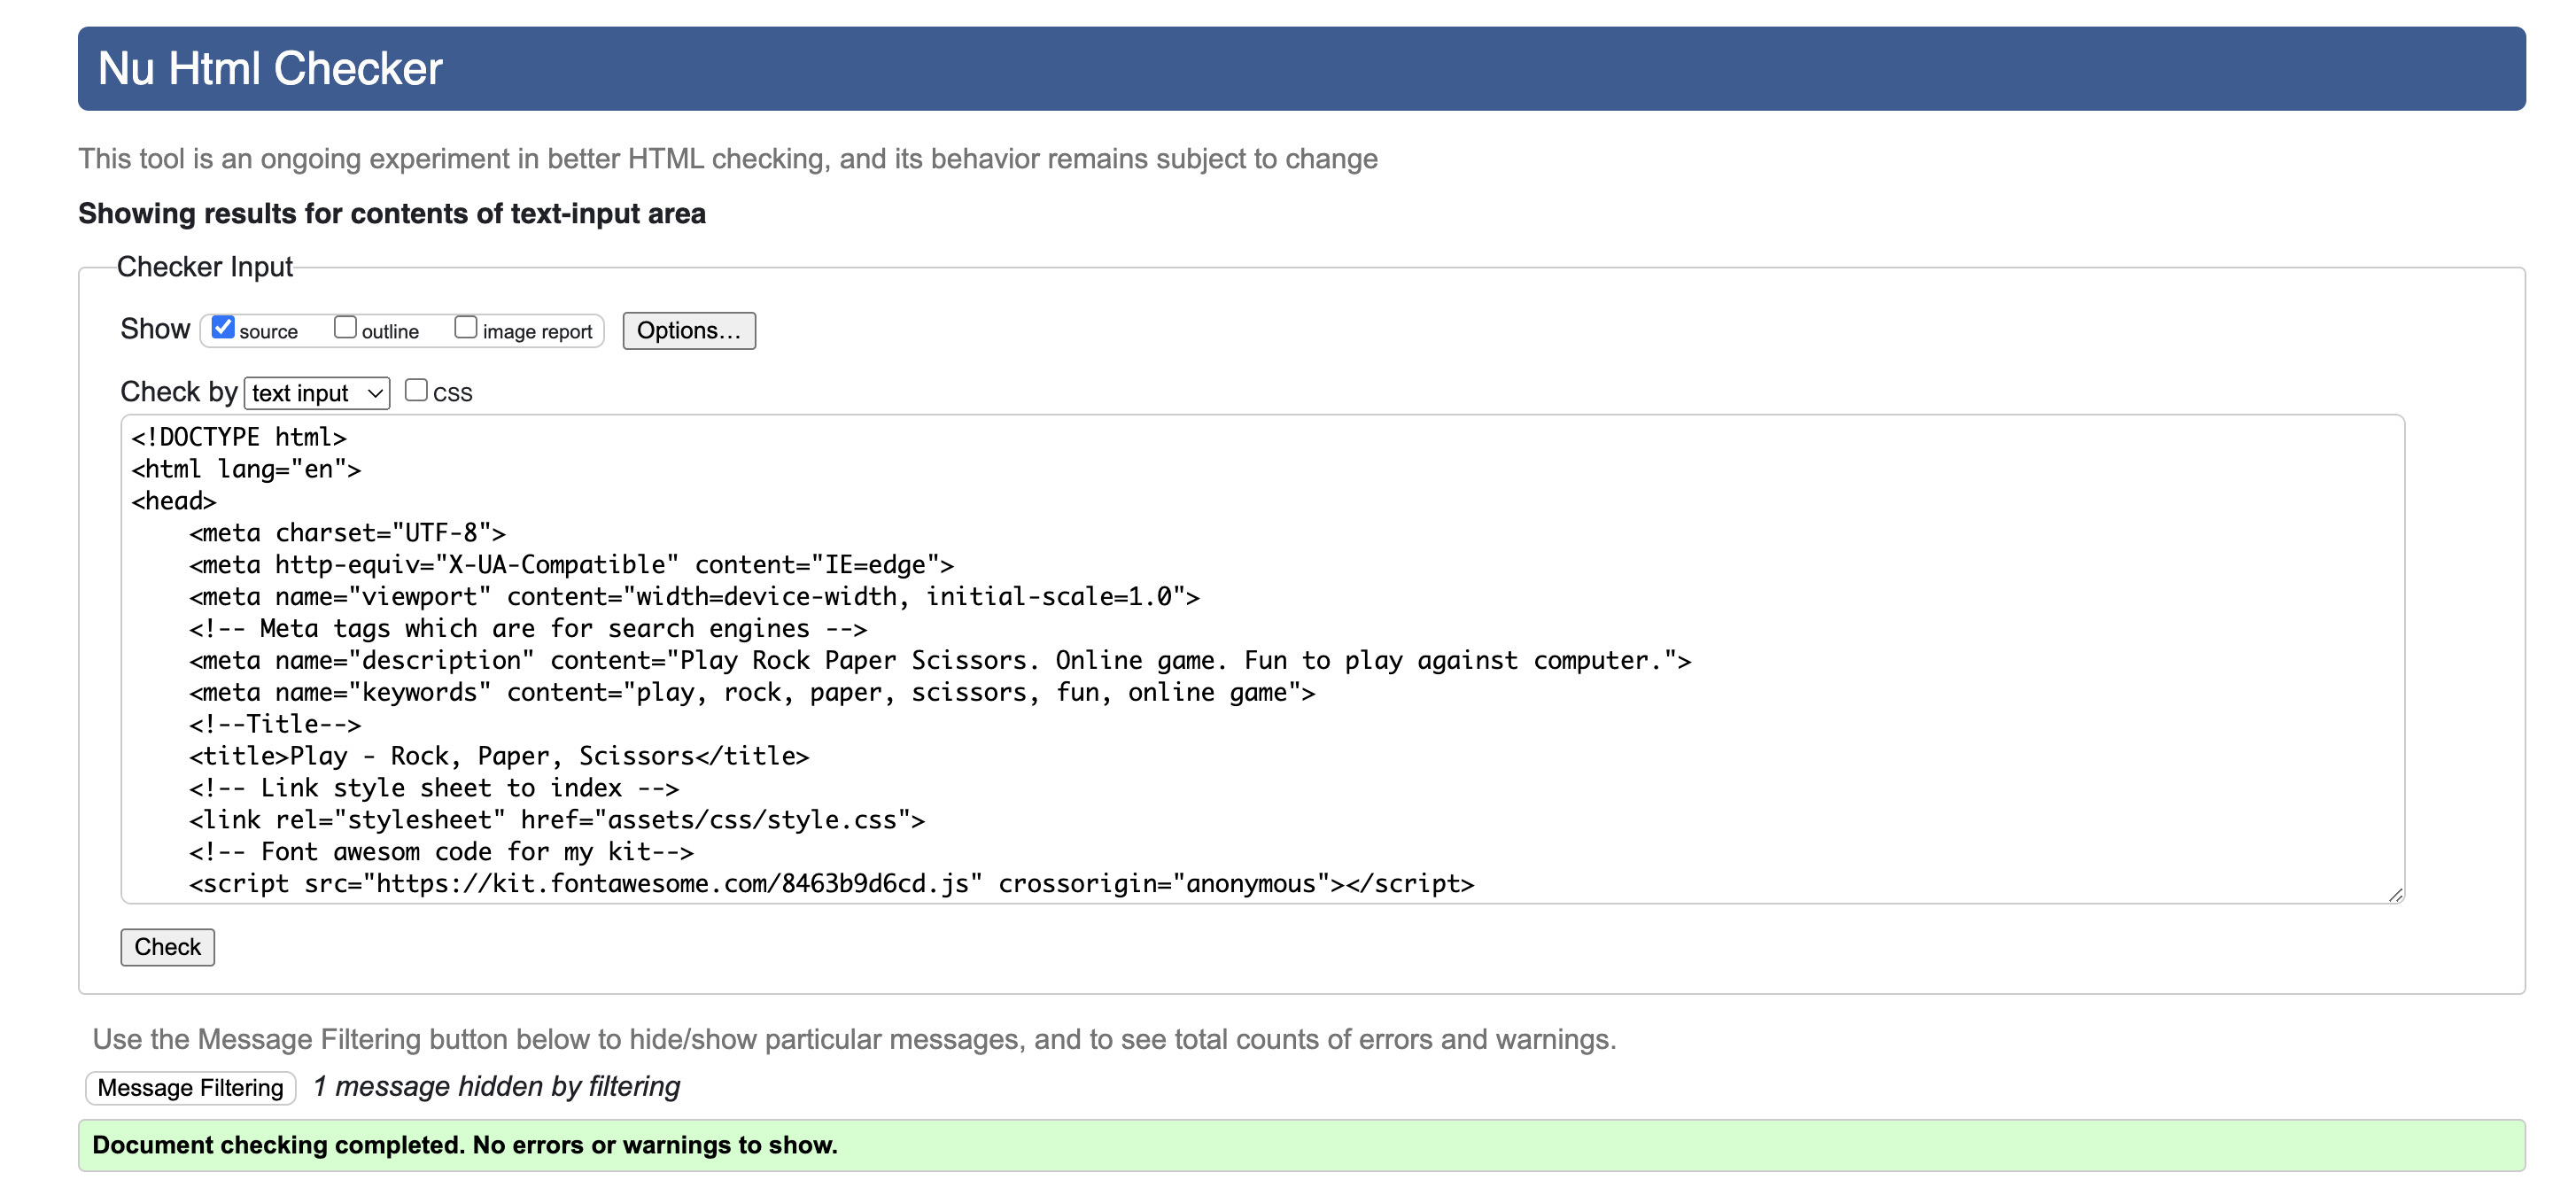 Nu Html Checker
This tool is an ongoing experiment in better HTML checking, and its behavior remains subject to change
Showing results for contents of text-input area
Checker Input
Show source outline image report Options...
Check by text input CSS
<!DOCTYPE html>
<html lang="en">
<head>
    <meta charset="UTF-8">
    <meta http-equiv="X-UA-Compatible" content="IE=edge">
    <meta name="viewport" content="width=device-width, initial-scale=1.0">
    <!-- Meta tags which are for search engines -->
    <meta name="description" content="Play Rock Paper Scissors. Online game. Fun to play against computer.">
    <meta name="keywords" content="play, rock, paper, scissors, fun, online game">
    <!--Title-->
    <title>Play - Rock, Paper, Scissors</title>
    <!-- Link style sheet to index -->
    <link rel="stylesheet" href="assets/css/style.css">
    <!-- Font awesom code for my kit-->
    <script src="https://kit.fontawesome.com/8463b9d6cd.js" crossorigin="anonymous"></script>
Check
Use the Message Filtering button below to hide/show particular messages, and to see total counts of errors and warnings.
Message Filtering 1 message hidden by filtering
Document checking completed. No errors or warnings to show.